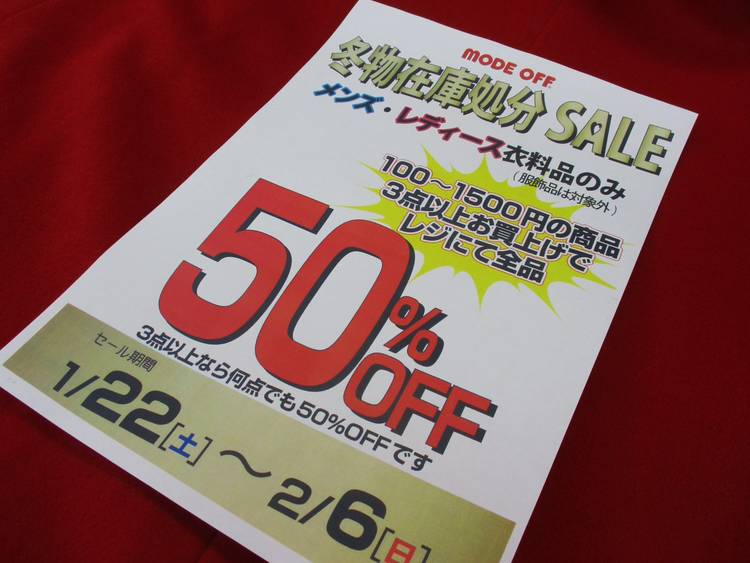 MODE OFF
冬物在庫処分SALE
メンズ・レディース衣料品のみ
(服飾品は対象外)
100～1500円の商品
3点以上お買上げで
レジにて全品
50%OFF
3点以上なら何点でも50%OFFです
セール期間
1/22[土]～2/6[日]